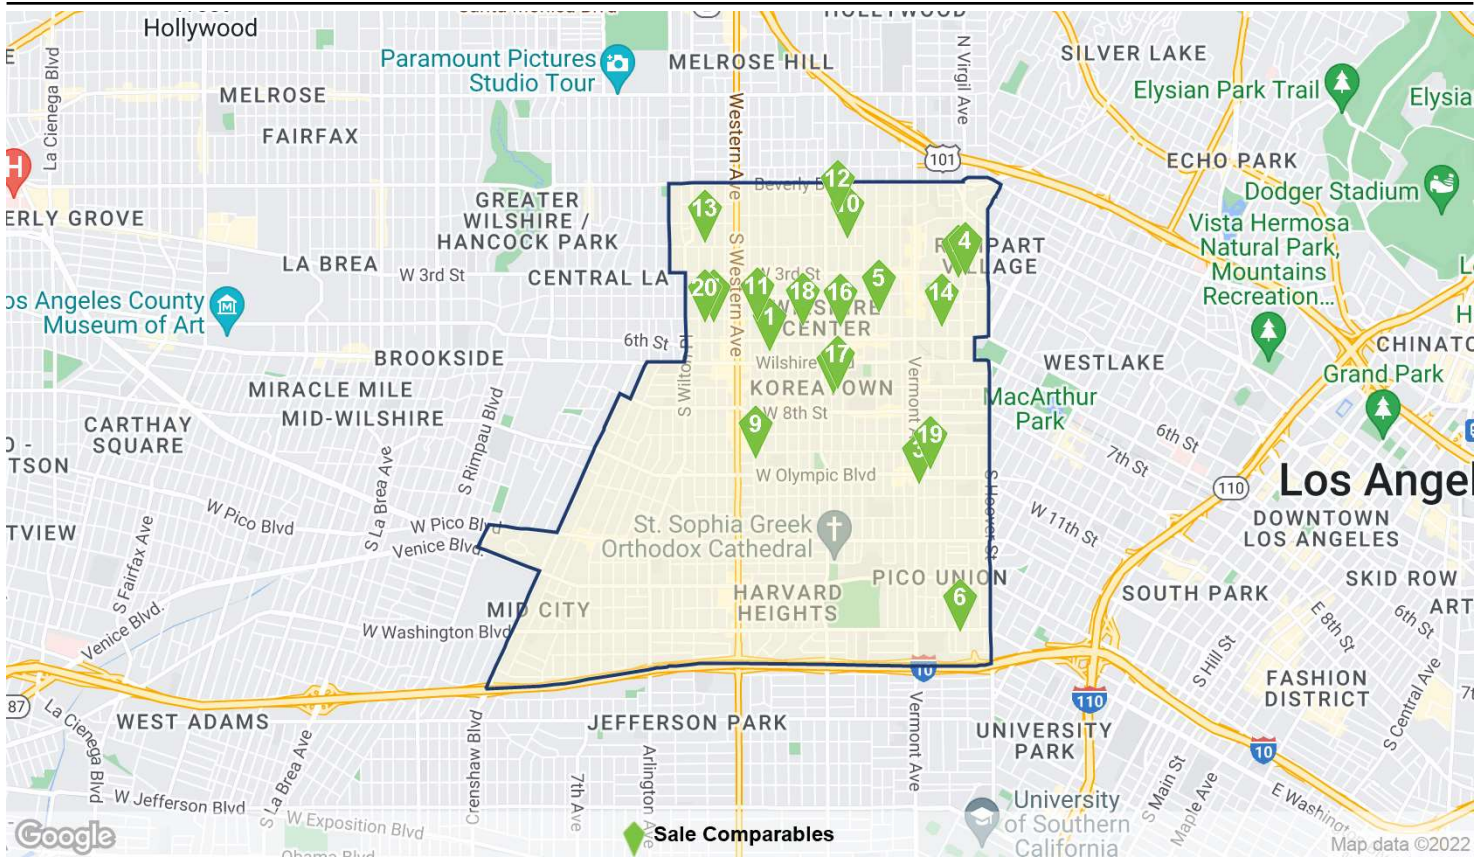 Hollywood
Paramount Pictures
Studio Tour
MELROSE HILL
N Virgil Ave
SILVER LAKE
Elysian Park Trail
La Cienega Blvd
MELROSE
FAIRFAX
Western Ave
101
ECHO PARK
Dodger Stadium
H
ERLY GROVE
GREATER
WILSHIRE /
HANCOCK PARK
Beverly
12
10
13
Vista Hermosa
Natural Park,
Mountains
Recreation...
LA BREA
W 3rd St
CENTRAL LA
S Western Ave
W 3rd St
4
VILLAGE
os Angeles County
Museum of Art
20
11
18
16
5
14
1
CENTER
6th St
BROOKSIDE
Wilshire
17
KOREATOWN
WESTLAKE
CHINATO
Grand Park
MIRACLE MILE
MID-WILSHIRE
S Rimpau Blvd
W 8th St
MacArthur
Park
CARTHAY
SQUARE
9
19
6th St
7th St
TSON
S La Brea Ave
W Olympic Blvd
S Hoover St
110
Los Angel
W Pico Blvd
W Pico Blvd
Venice Blvd.
St. Sophia Greek
Orthodox Cathedral
W 11th St
DOWNTOWN
LOS ANGELES
TVIEW
S Fairfax Ave
PICO UNION
SKID ROW
MID CITY
HARVARD
HEIGHTS
6
SOUTH PARK
E 8th St
6th St
ART
Venice Blvd.
W Washington Blvd
S Hill St
FASHION
DISTRICT
S Central Ave
10
87
La Cienega Blvd
WEST ADAMS
Crenshaw Blvd
JEFFERSON PARK
Vermont Ave
UNIVERSITY
PARK
110
10
S La Brea Ave
W Jefferson Blvd
7th Ave
Arlington Ave
S Main St
Maple Ave
E Washing
W Exposition Blvd
University
of Southern
California
Google
Sale Comparables
Map data ©2022